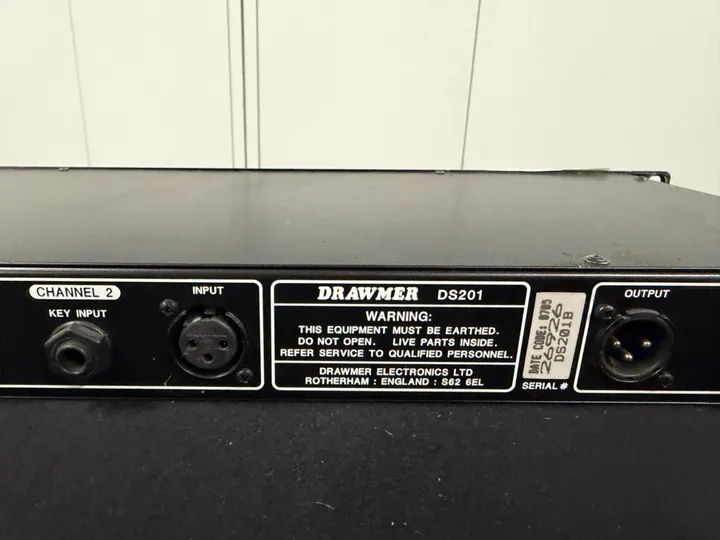 CHANNEL 2
KEY INPUT
INPUT
DRAWMER DS201
WARNING:
THIS EQUIPMENT MUST BE EARTHED.
DO NOT OPEN. LIVE PARTS INSIDE.
REFER SERVICE TO QUALIFIED PERSONNEL.
DRAWMER ELECTRONICS LTD
ROTHERHAM : ENGLAND : S62 6EL
DATE CODE: 0705
26926
DS201B
SERIAL #
OUTPUT